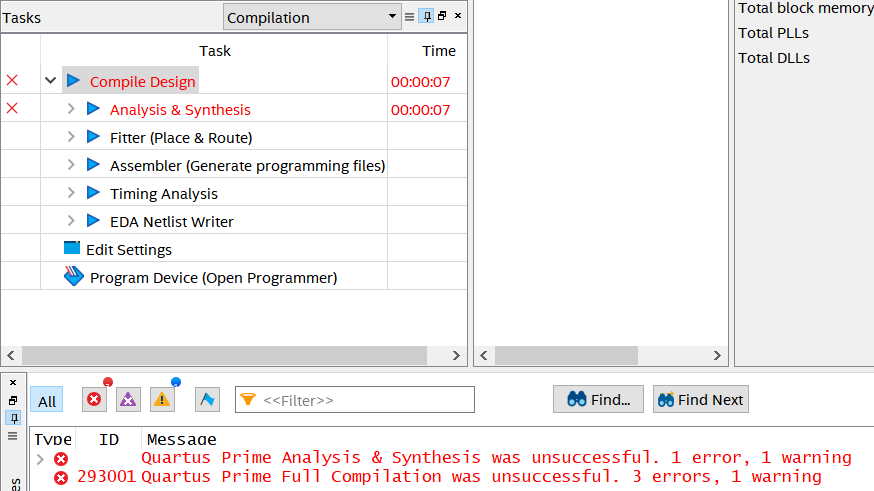 Tasks
Compilation
Task Time
Compile Design 00:00:07
Analysis & Synthesis 00:00:07
Fitter (Place & Route)
Assembler (Generate programming files)
Timing Analysis
EDA Netlist Writer
Edit Settings
Program Device (Open Programmer)
Total block memory
Total PLLs
Total DLLs
All
<<Filter>>
Find...
Find Next
Type ID Message
Quartus Prime Analysis & Synthesis was unsuccessful. 1 error, 1 warning
293001 Quartus Prime Full Compilation was unsuccessful. 3 errors, 1 warning